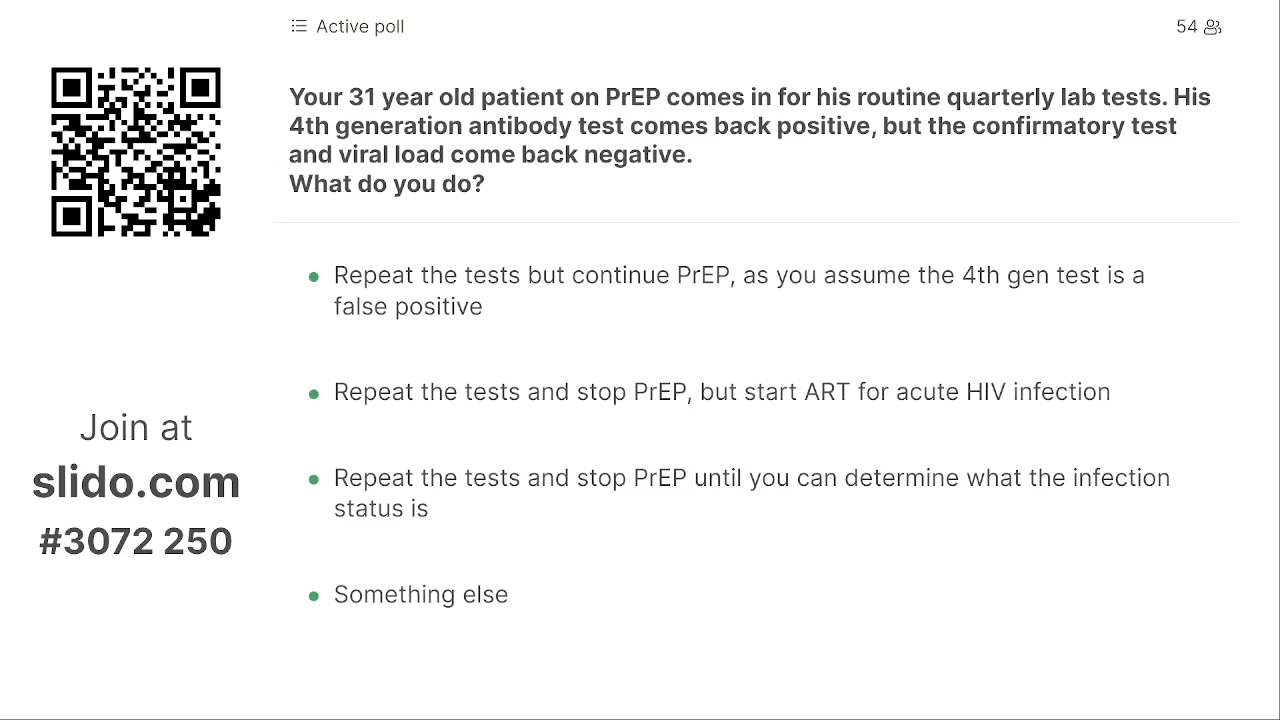 Active poll
54
Your 31 year old patient on PrEP comes in for his routine quarterly lab tests. His
4th generation antibody test comes back positive, but the confirmatory test
and viral load come back negative.
What do you do?
Repeat the tests but continue PrEP, as you assume the 4th gen test is a
false positive
Repeat the tests and stop PrEP, but start ART for acute HIV infection
Repeat the tests and stop PrEP until you can determine what the infection
status is
Something else
Join at
slido.com
#3072 250